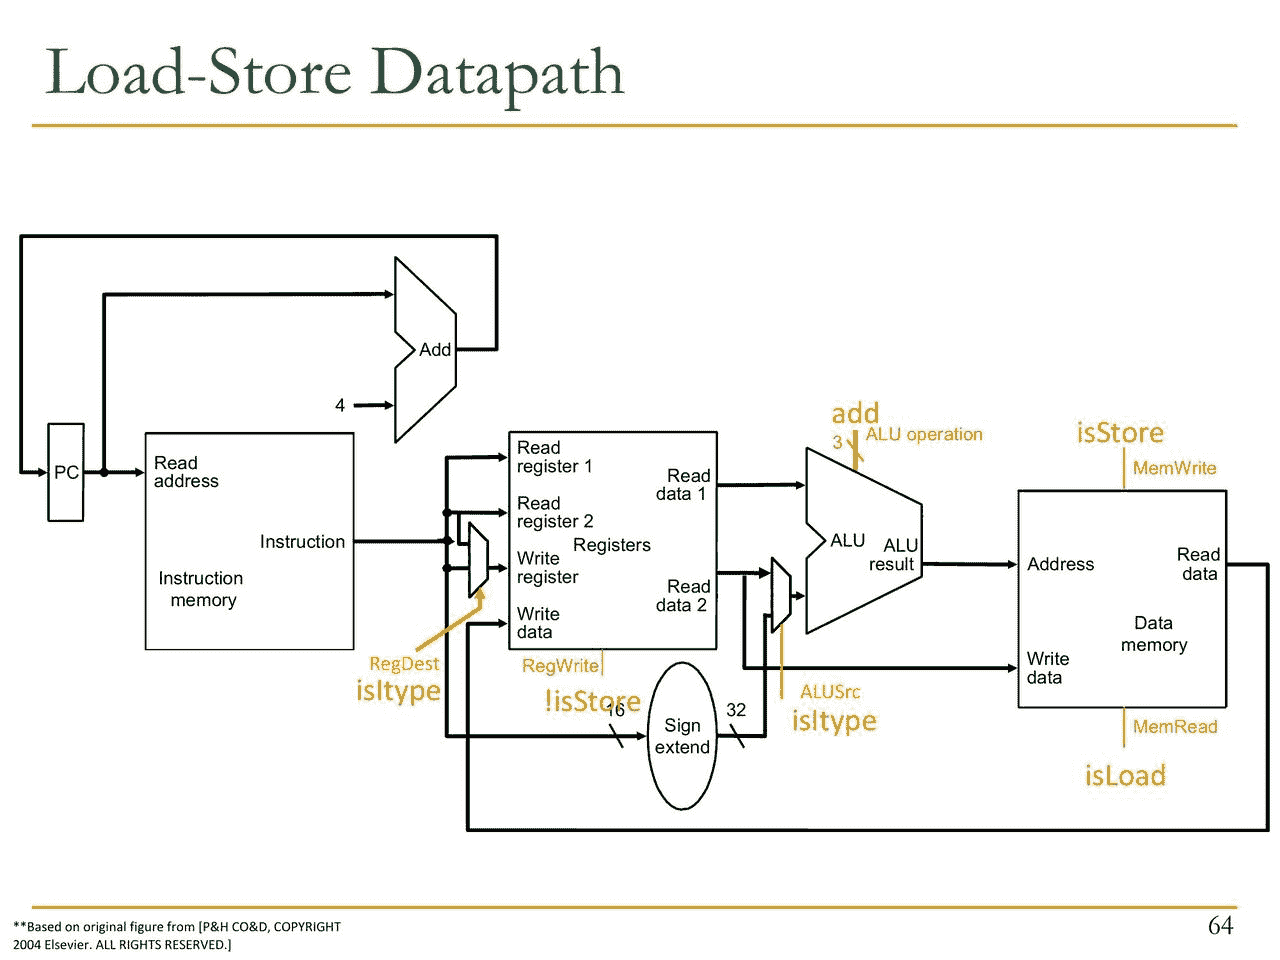 Load-Store Datapath
Add
4
PC
Read
address
Instruction
Instruction
memory
Read
register 1
Read
register 2
Registers
Write
register
Write
data
Read
data 1
Read
data 2
RegDest
isItype
RegWrite
!isStore
16
Sign
extend
32
add
3
ALU operation
ALU
ALU
result
ALUSrc
isItype
isStore
MemWrite
Address
Read
data
Data
memory
Write
data
MemRead
isLoad
**Based on original figure from [P&H CO&D, COPYRIGHT
2004 Elsevier. ALL RIGHTS RESERVED.]
64